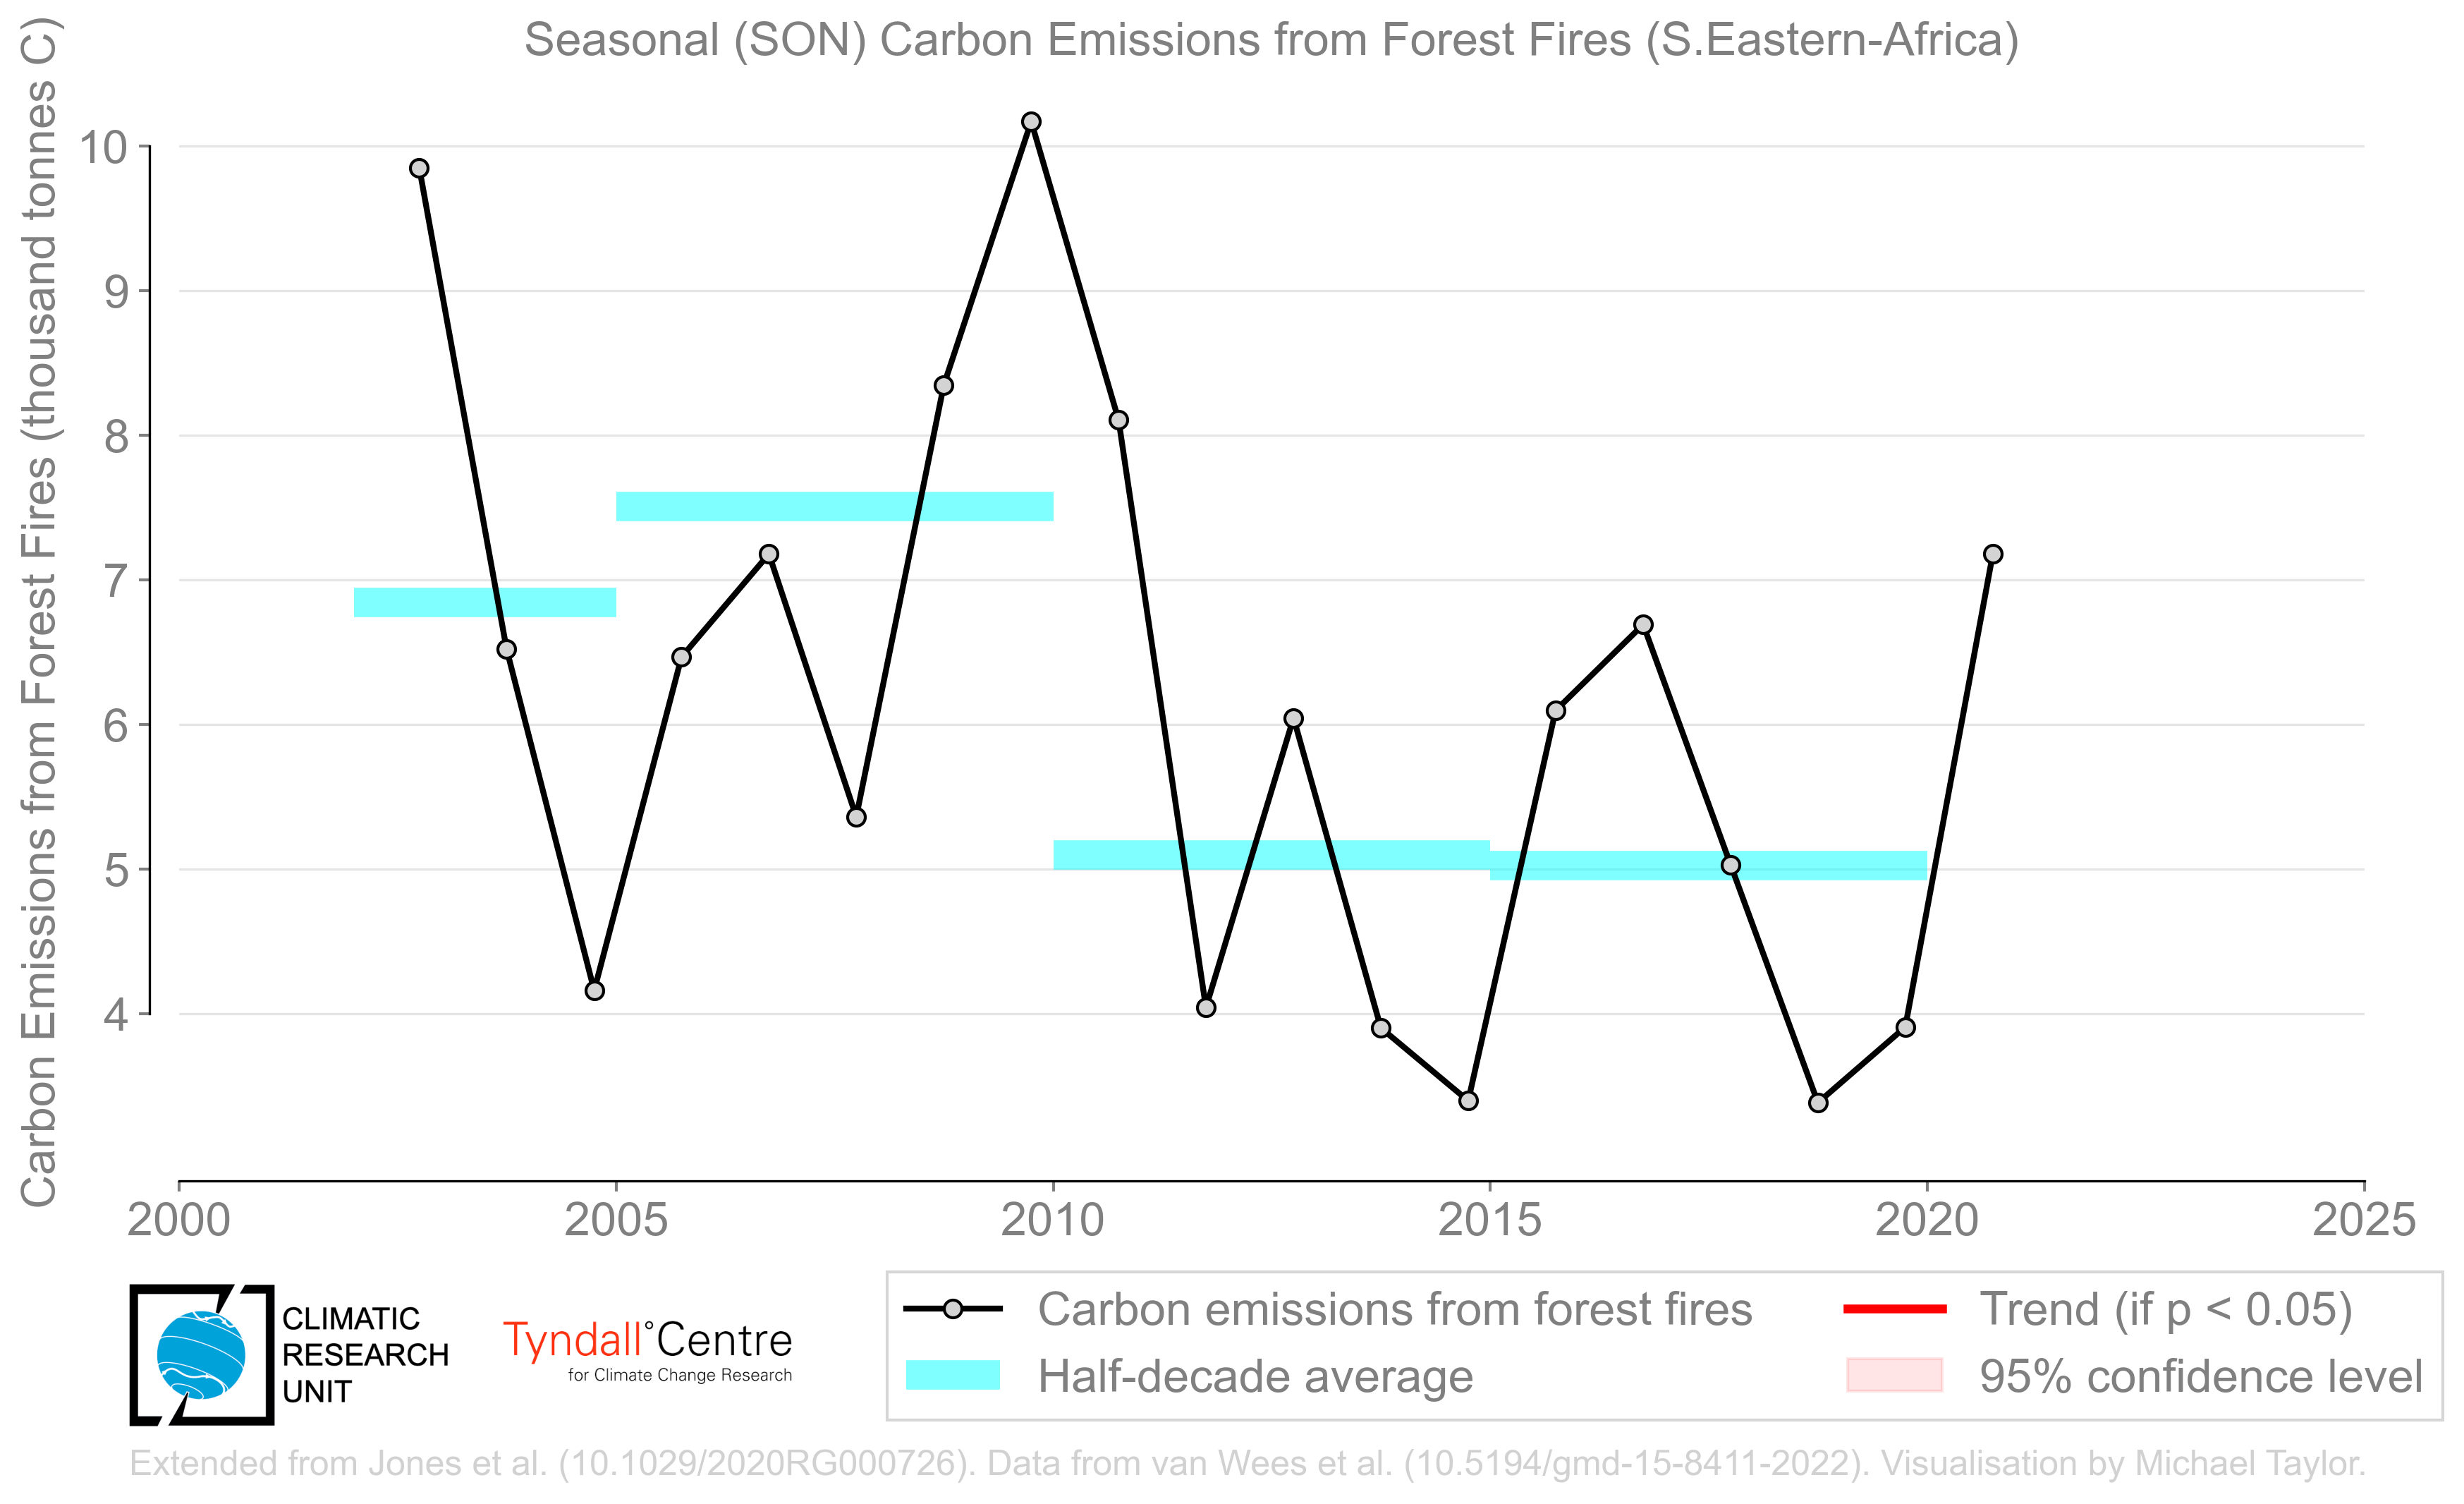 Seasonal (SON) Carbon Emissions from Forest Fires (S.Eastern-Africa)
Carbon Emissions from Forest Fires (thousand tonnes C)
10
9
8
7
6
5
4
2000 2005 2010 2015 2020 2025
CLIMATIC
RESEARCH
UNIT
Tyndall°Centre
for Climate Change Research
Carbon emissions from forest fires
Half-decade average
Trend (if p < 0.05)
95% confidence level
Extended from Jones et al. (10.1029/2020RG000726). Data from van Wees et al. (10.5194/gmd-15-8411-2022). Visualisation by Michael Taylor.